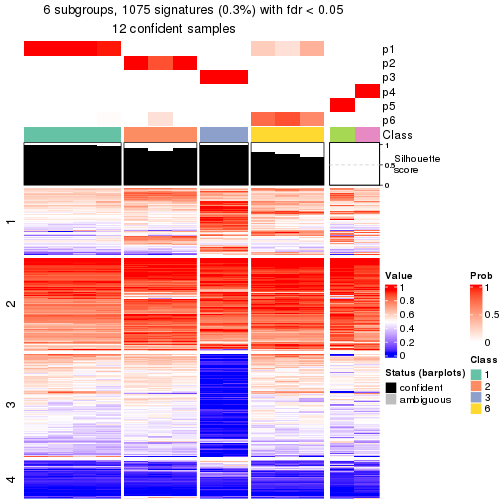 6 subgroups, 1075 signatures (0.3%) with fdr < 0.05
12 confident samples
p1
p2
p3
p4
p5
p6
Class
1
0.5
0
Silhouette
score
1
2
3
4
Value
1
0.8
0.6
0.4
0.2
0
Prob
1
0.5
0
Status (barplots)
confident
ambiguous
Class
1
2
3
6